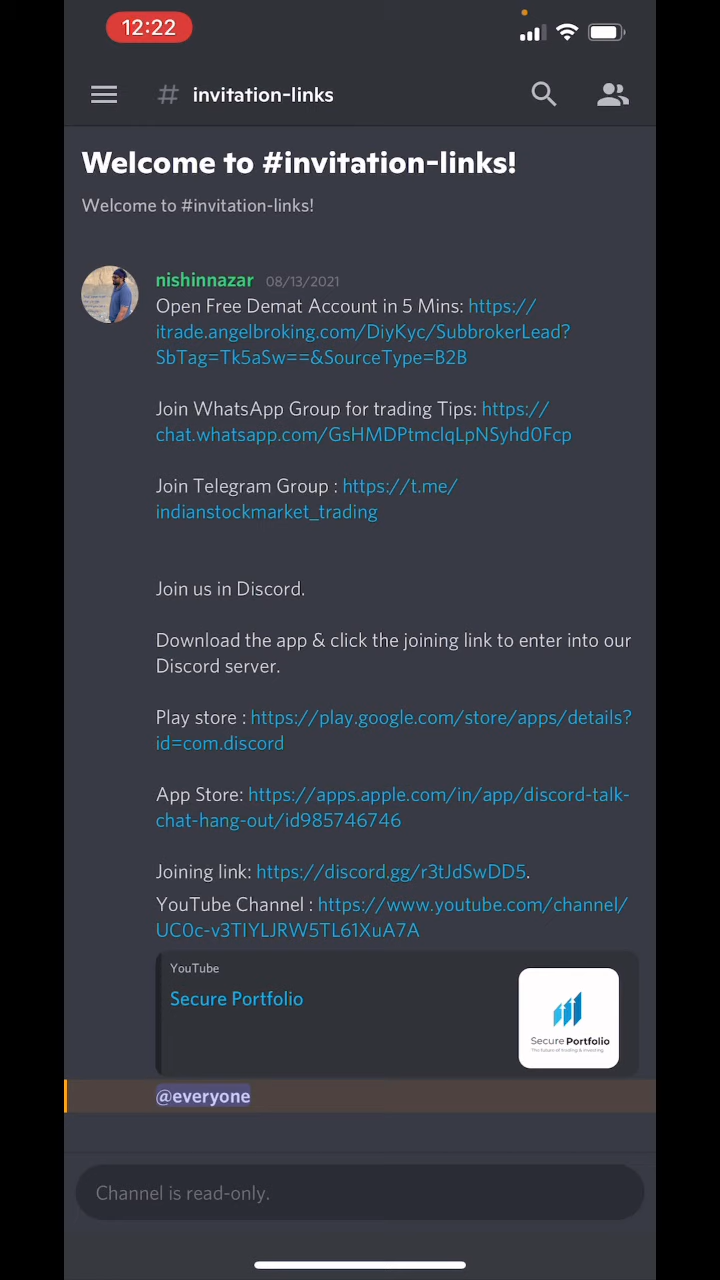 12:22
# invitation-links
Welcome to #invitation-links!
Welcome to #invitation-links!
nishinnazar 08/13/2021
Open Free Demat Account in 5 Mins: https://
itrade.angelbroking.com/DiyKyc/SubbrokerLead?
SbTag=Tk5aSw==&SourceType=B2B
Join WhatsApp Group for trading Tips: https://
chat.whatsapp.com/GsHMDPtmclqLpNSyhd0Fcp
Join Telegram Group : https://t.me/
indianstockmarket_trading
Join us in Discord.
Download the app & click the joining link to enter into our
Discord server.
Play store : https://play.google.com/store/apps/details?
id=com.discord
App Store: https://apps.apple.com/in/app/discord-talk-
chat-hang-out/id985746746
Joining link: https://discord.gg/r3tJdSwDD5.
YouTube Channel : https://www.youtube.com/channel/
UC0c-v3TIYLJRW5TL61XuA7A
YouTube
Secure Portfolio
Secure Portfolio
The future of trading & investing
@everyone
Channel is read-only.